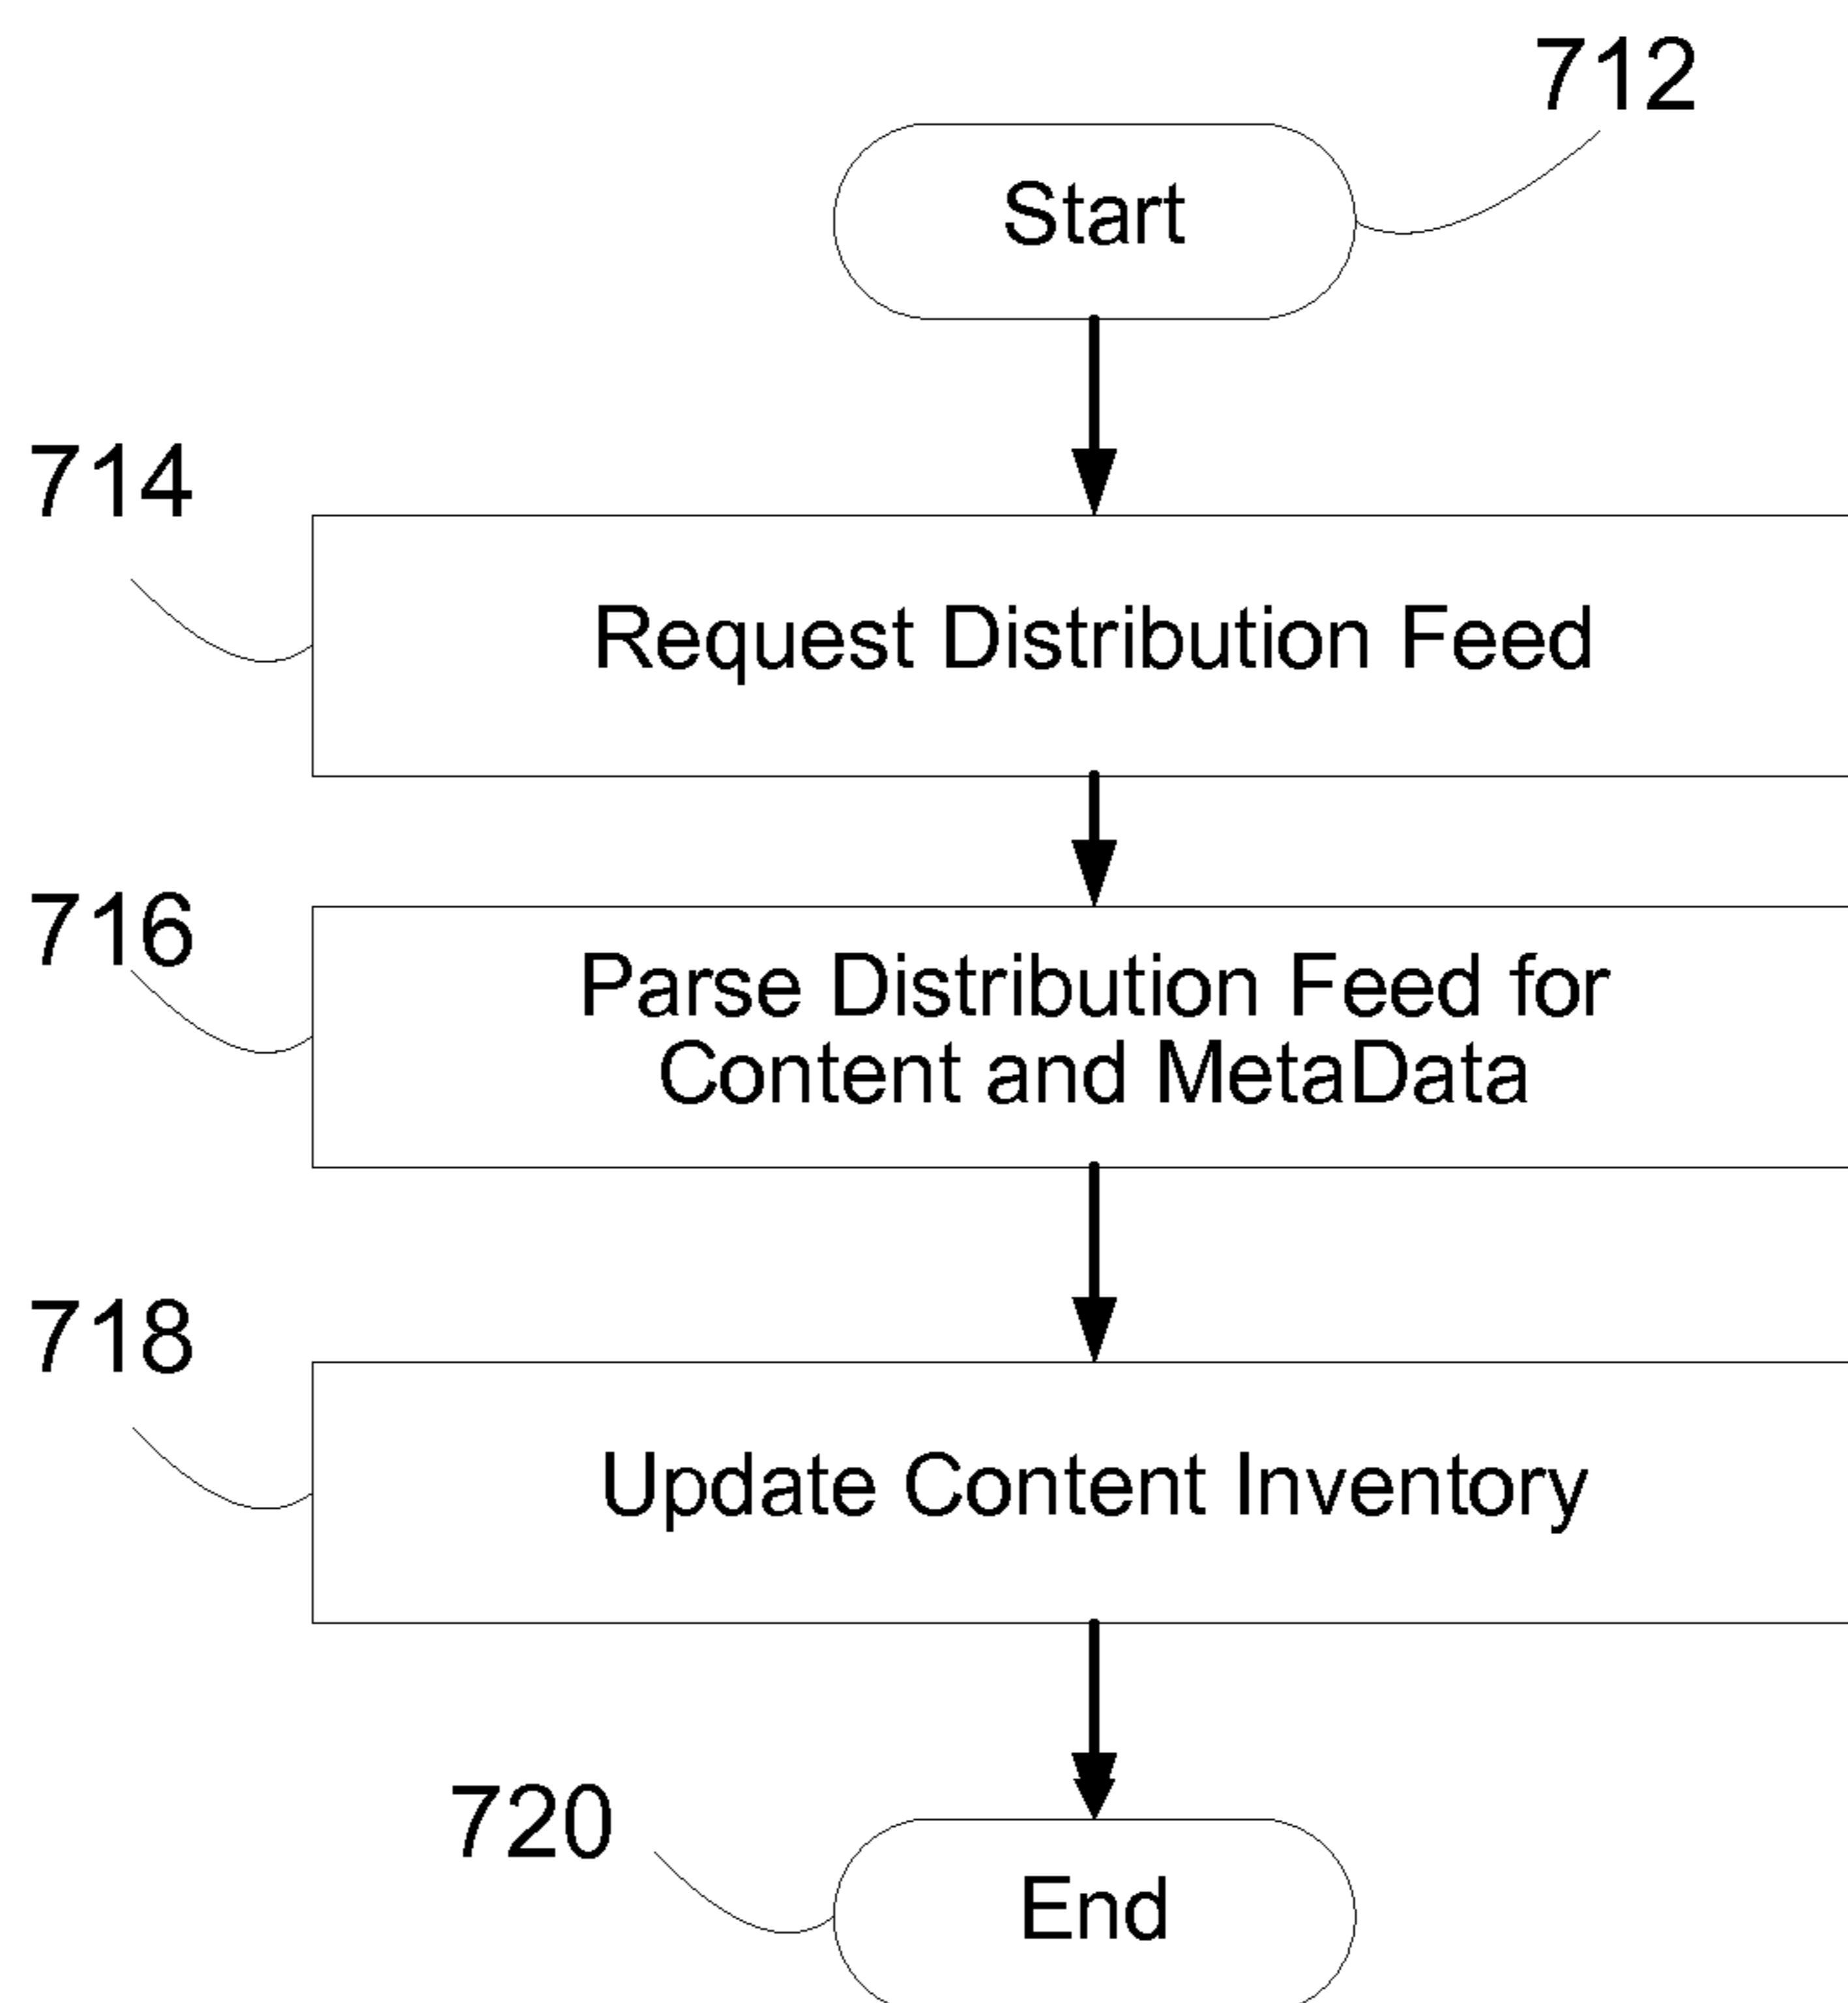 712
Start
714
Request Distribution Feed
716
Parse Distribution Feed for
Content and MetaData
718
Update Content Inventory
720
End